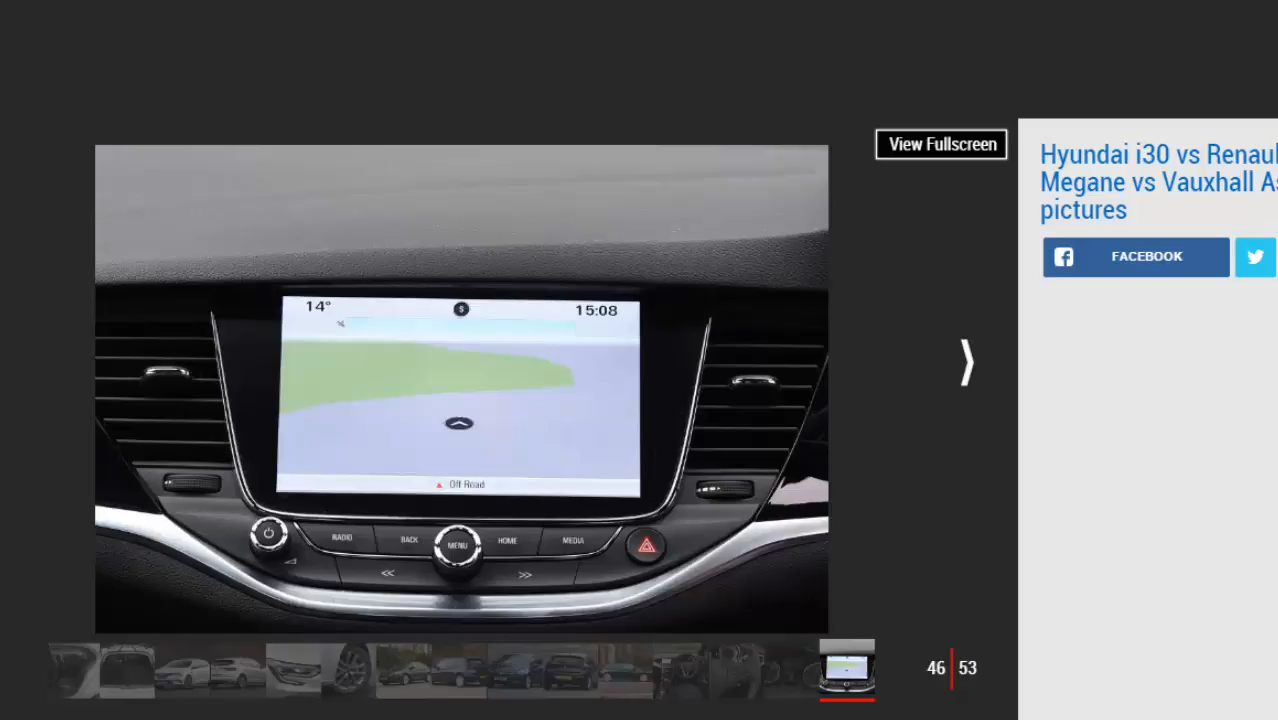 View Fullscreen
Hyundai i30 vs Renaul
Megane vs Vauxhall As
pictures
FACEBOOK
14°
S
15:08
Off Road
RADIO
BACK
MENU
HOME
MEDIA
46 53